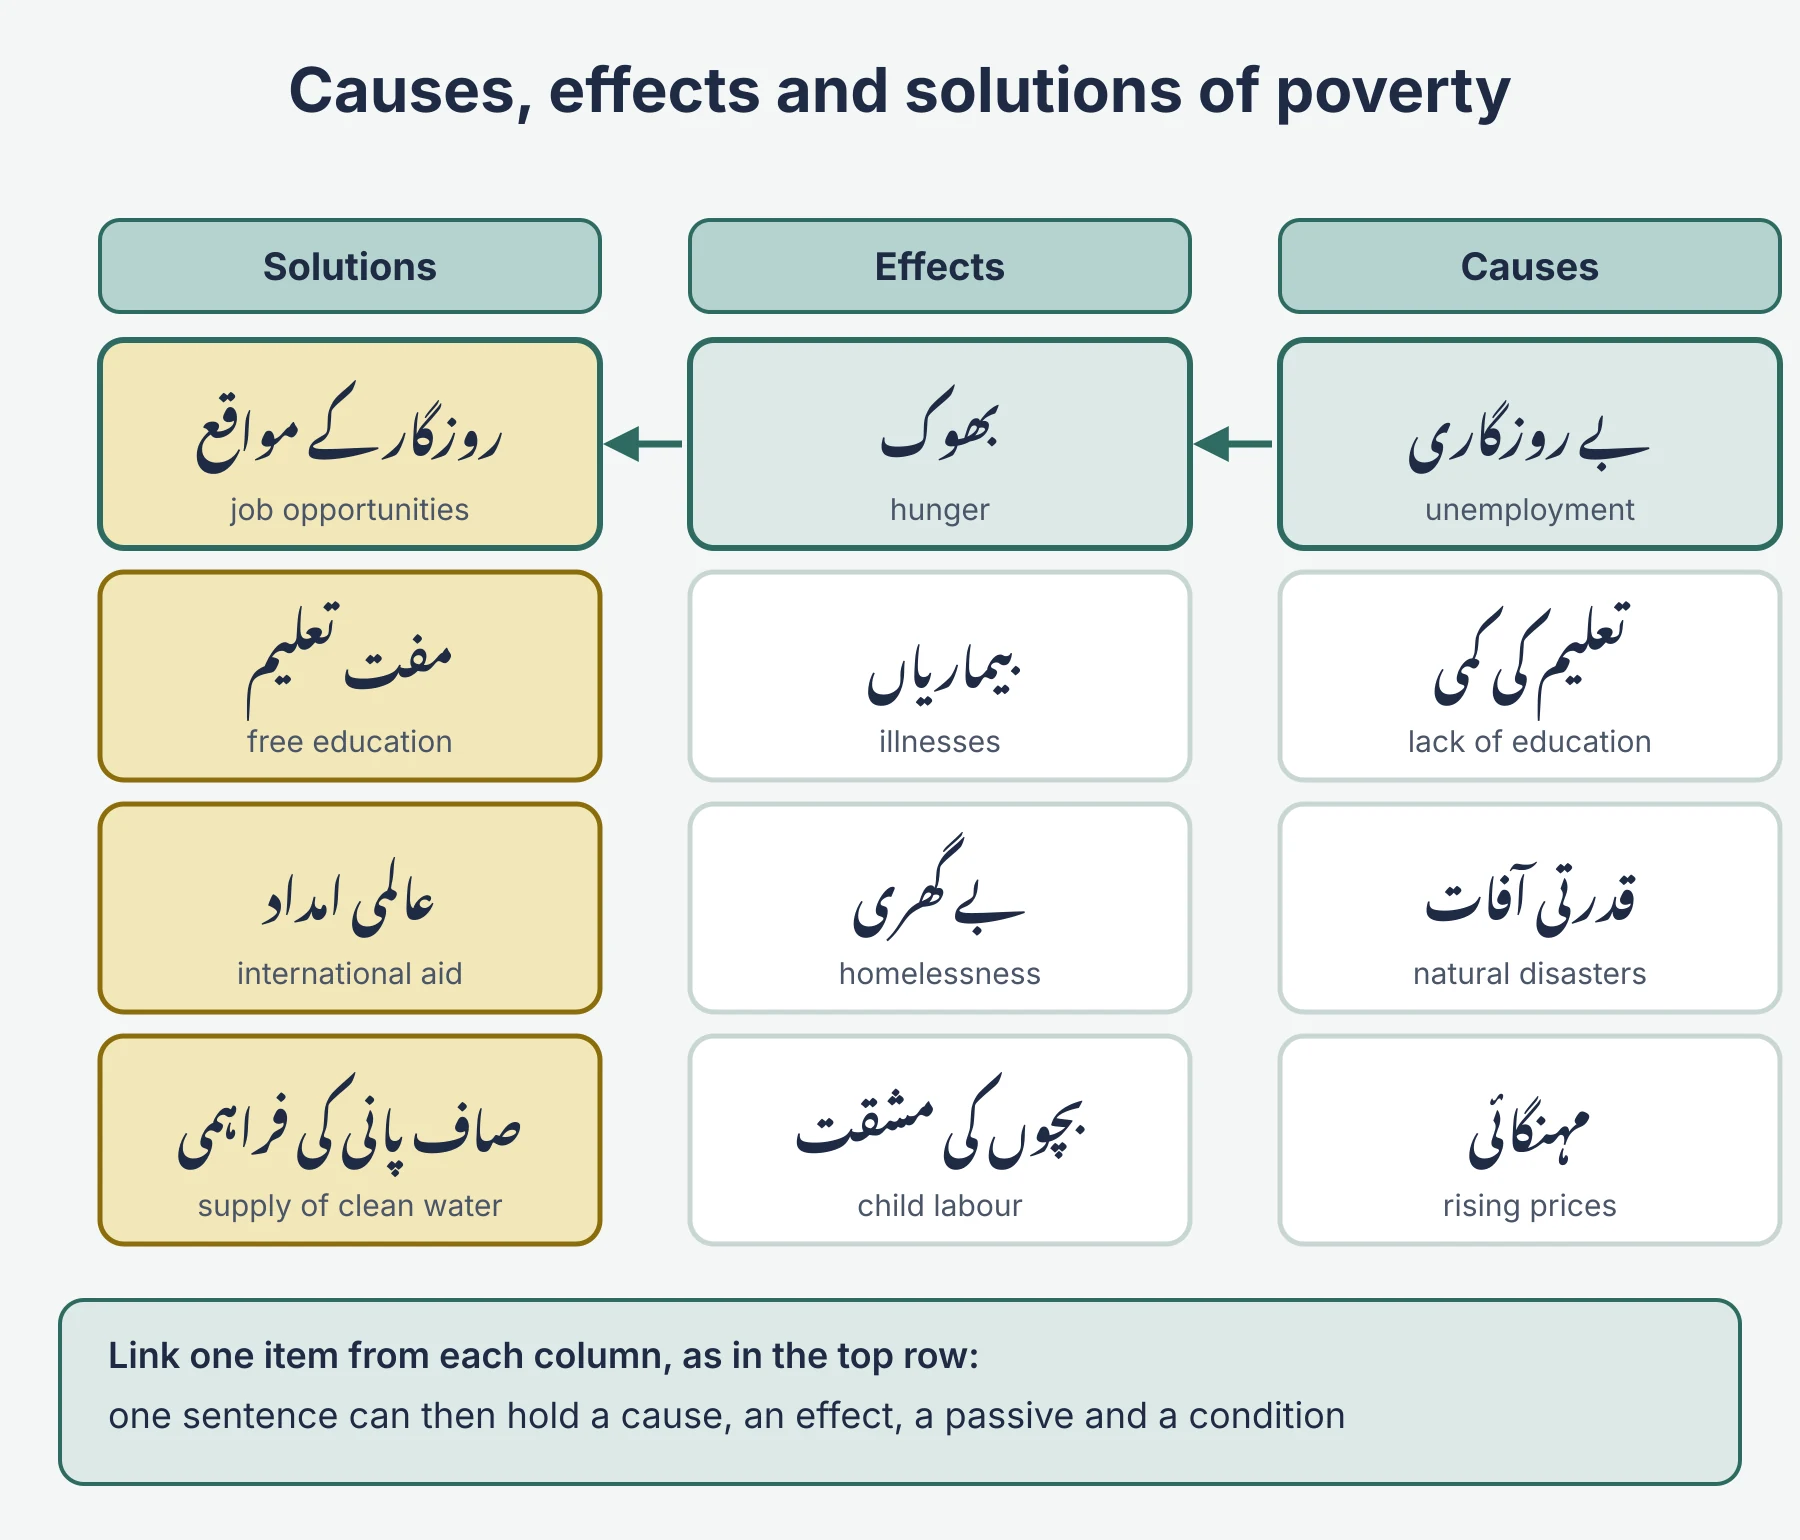 Causes, effects and solutions of poverty
Causes
Effects
Solutions
بے روزگاری
unemployment
بھوک
hunger
روزگار کے مواقع
job opportunities
تعلیم کی کمی
lack of education
بیماریاں
illnesses
مفت تعلیم
free education
قدرتی آفات
natural disasters
بے گھری
homelessness
عالمی امداد
international aid
مہنگائی
rising prices
بچوں کی مشقت
child labour
صاف پانی کی فراہمی
supply of clean water
Link one item from each column, as in the top row:
one sentence can then hold a cause, an effect, a passive and a condition